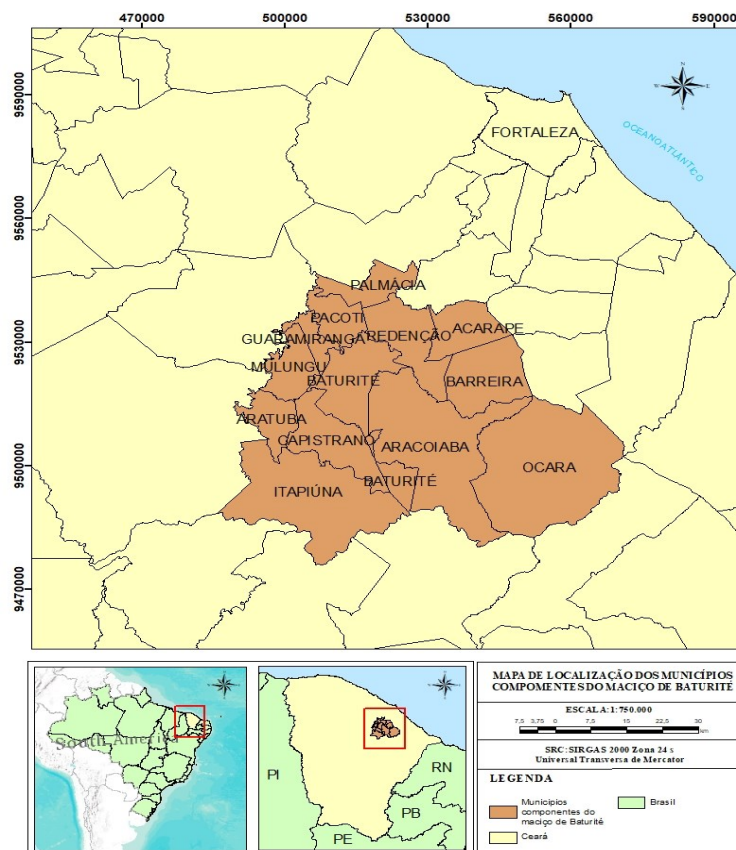 470000 500000 530000 560000 590000
9590000
9560000
9530000
9500000
9470000
N
W E
S
FORTALEZA
OCEANO ATLÂNTICO
PALMÁCIA
PACOTI
GUARAMIRANGA
REDENÇÃO
ACARAPE
MULUNGU
BATURITÉ
BARREIRA
ARATUBA
CAPISTRANO
ARACOIABA
OCARA
ITAPIÚNA
BATURITÉ
South America
PI
RN
PB
PE
MAPA DE LOCALIZAÇÃO DOS MUNICÍPIOS
COMPONENTES DO MACIÇO DE BATURITÉ
ESCALA: 1:750.000
7,5 3,75 0 7,5 15 22,5 30
Km
SRC: SIRGAS 2000 Zona 24 s
Universal Transversa de Mercator
LEGENDA
Municípios
componentes do
maciço de Baturité
Brasil
Ceará